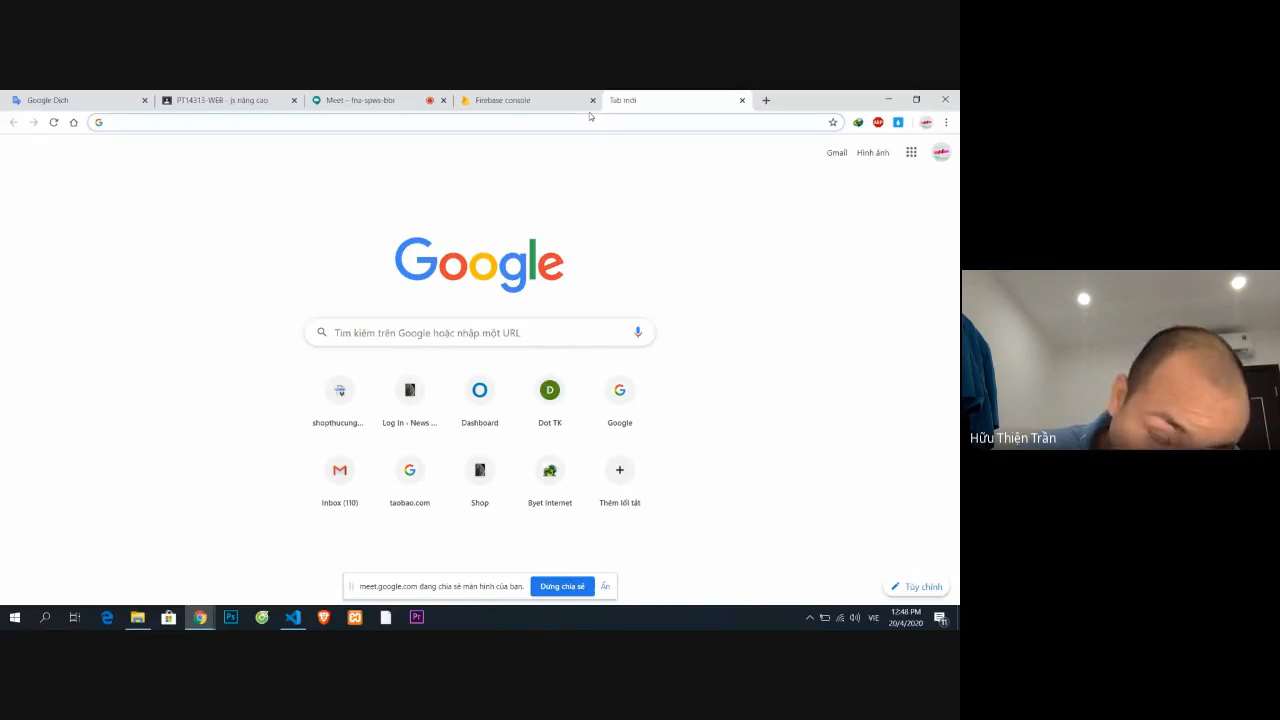 Google Dịch
PT14313-WEB - js nâng cao
Meet – fna-spws-bbr
Firebase console
Tab mới
Gmail
Hình ảnh
Google
Tìm kiếm trên Google hoặc nhập một URL
shopthucung...
Log In ‹ News ...
Dashboard
D
Dot TK
Google
Inbox (110)
taobao.com
Shop
Byet Internet
Thêm lối tắt
meet.google.com đang chia sẻ màn hình của bạn.
Dừng chia sẻ
Ẩn
Tùy chỉnh
Ps
Pr
VIE
12:48 PM
20/4/2020
Hữu Thiện Trần